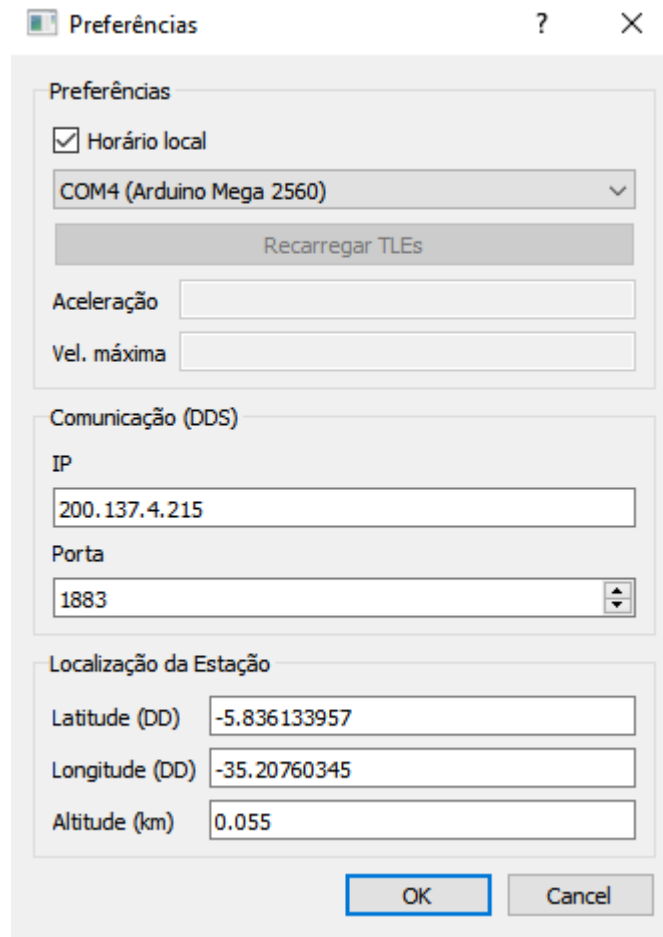 Preferências
Preferências
Horário local
COM4 (Arduino Mega 2560)
Recarregar TLEs
Aceleração
Vel. máxima
Comunicação (DDS)
IP
200.137.4.215
Porta
1883
Localização da Estação
Latitude (DD) -5.836133957
Longitude (DD) -35.20760345
Altitude (km) 0.055
OK Cancel